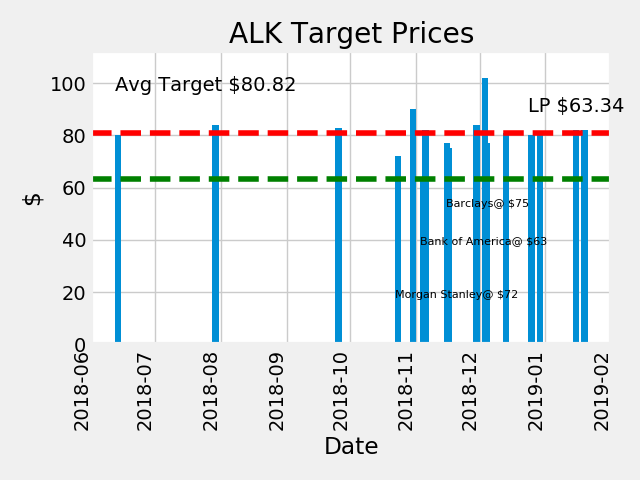 ALK Target Prices
Avg Target $80.82
LP $63.34
Barclays@ $75
Bank of America@ $63
Morgan Stanley@ $72
$
100
80
60
40
20
0
2018-06
2018-07
2018-08
2018-09
2018-10
2018-11
2018-12
2019-01
2019-02
Date